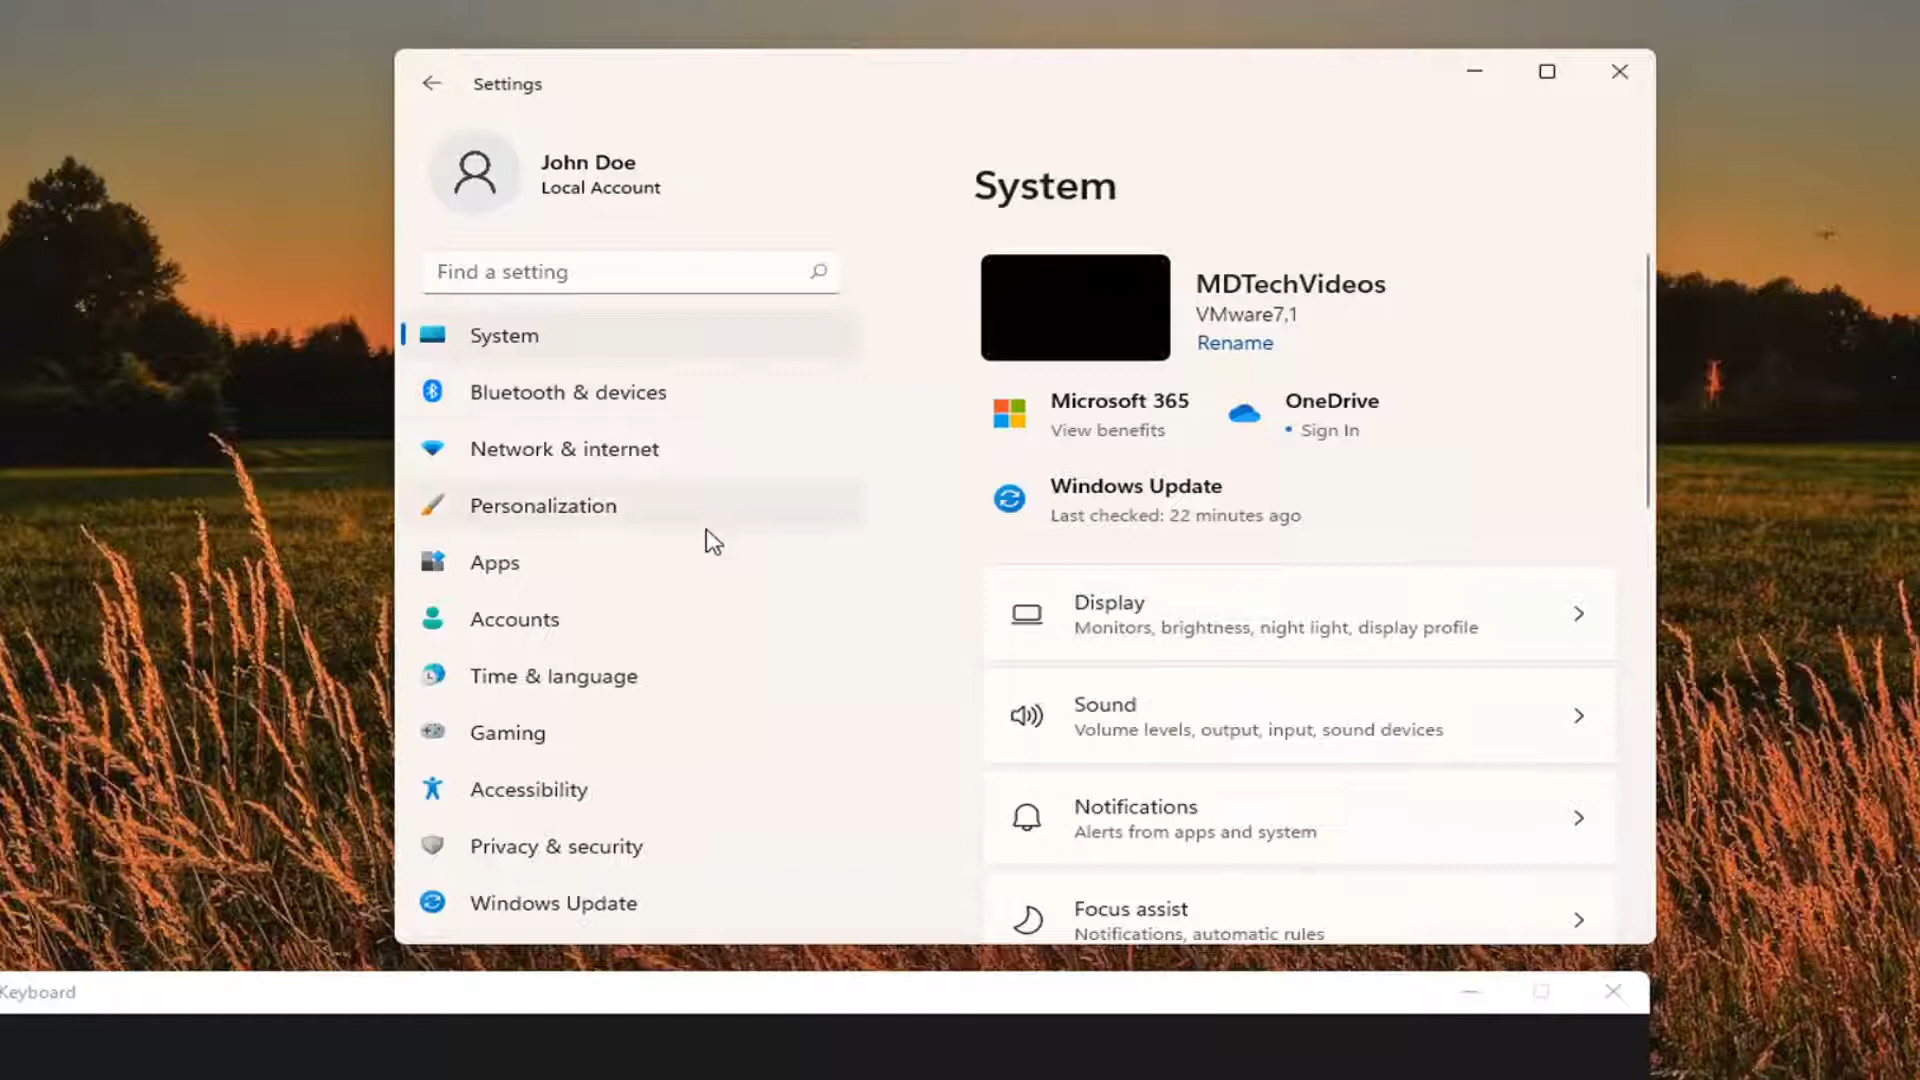 Settings
John Doe
Local Account
Find a setting
System
Bluetooth & devices
Network & internet
Personalization
Apps
Accounts
Time & language
Gaming
Accessibility
Privacy & security
Windows Update
System
MDTechVideos
VMware7,1
Rename
Microsoft 365
View benefits
OneDrive
• Sign In
Windows Update
Last checked: 22 minutes ago
Display
Monitors, brightness, night light, display profile
Sound
Volume levels, output, input, sound devices
Notifications
Alerts from apps and system
Focus assist
Notifications, automatic rules
Keyboard